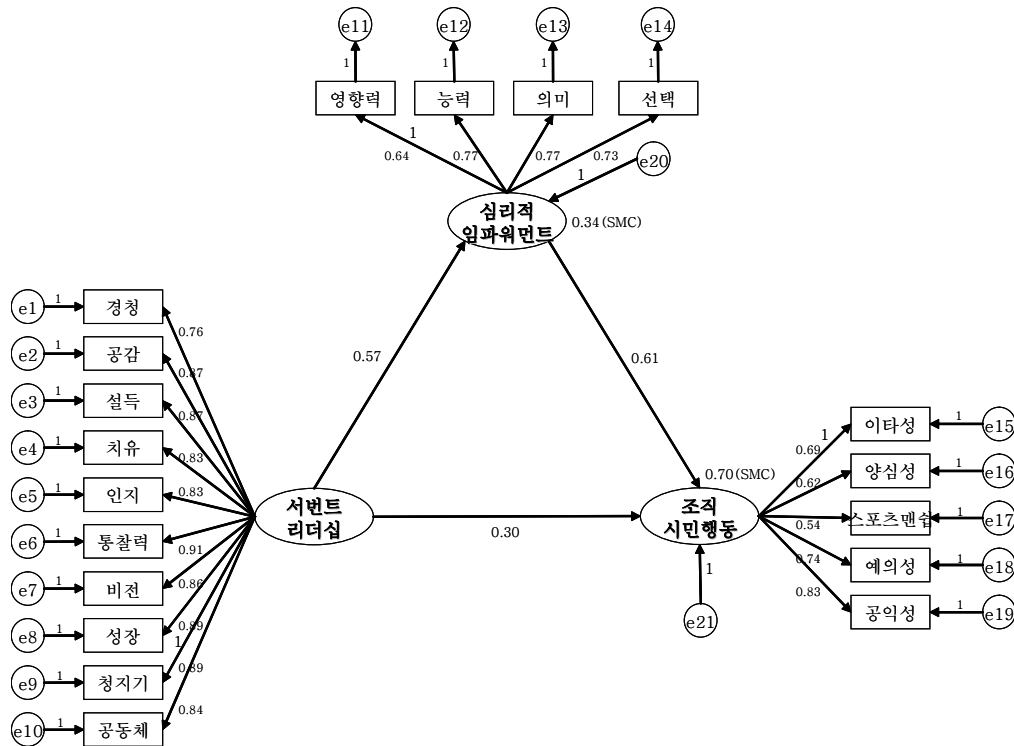 e11 e12 e13 e14
1 1 1 1
영향력 능력 의미 선택
1
0.64 0.77 0.77 0.73 e20
1
심리적
임파워먼트 0.34(SMC)
e1 1 경청
0.76
e2 1 공감
0.87
e3 1 설득
0.87
e4 1 치유
0.83
e5 1 인지
0.83
e6 1 통찰력
0.91
e7 1 비전
0.86
e8 1 성장
0.89
1
e9 1 청지기
0.89
e10 1 공동체
0.84
0.57
0.61
서번트
리더십
0.30
0.70(SMC)
조직
시민행동
1
e21
이타성 1 e15
1
0.69
양심성 1 e16
0.62
스포츠맨쉽 1 e17
0.54
예의성 1 e18
0.74
공익성 1 e19
0.83